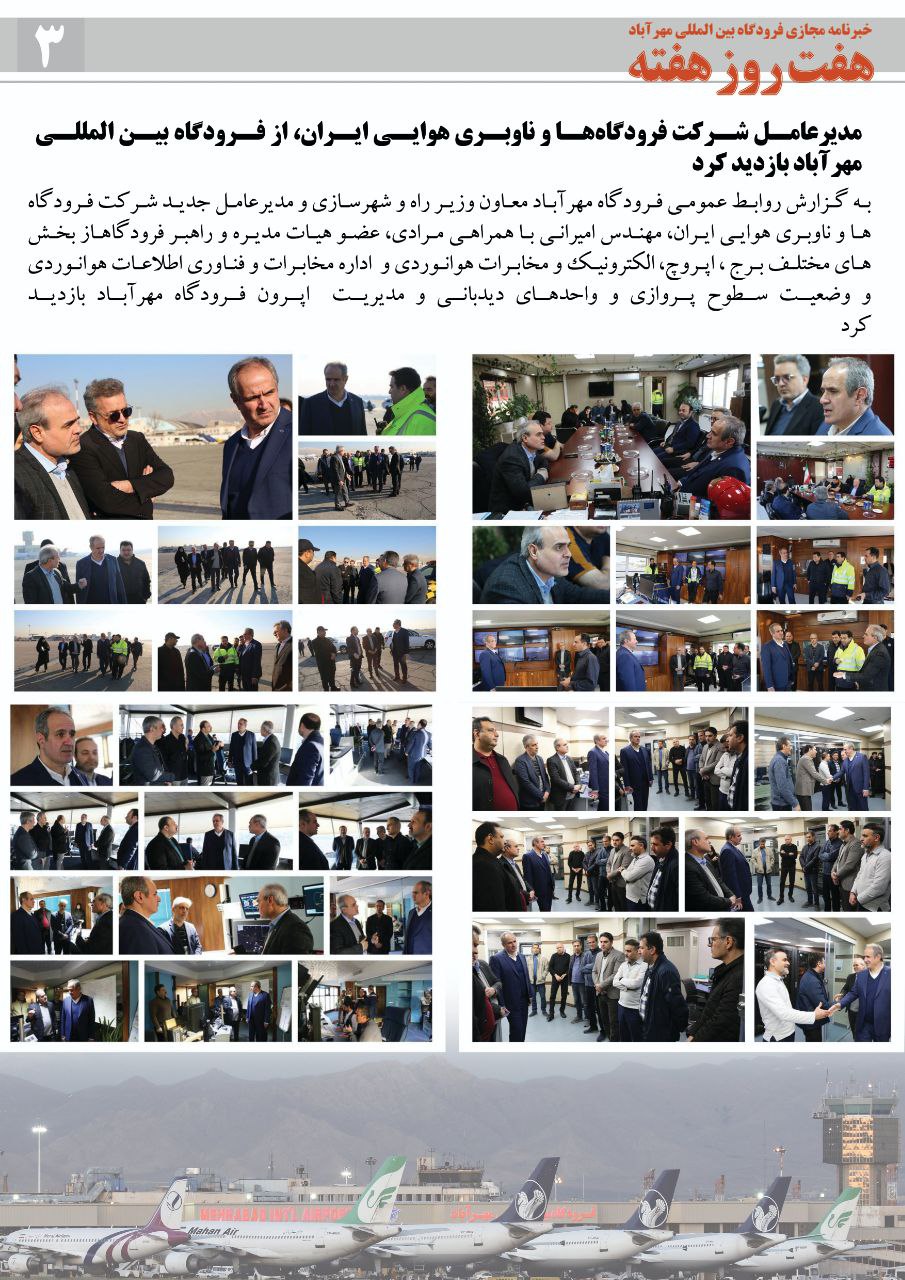 خبرنامه مجازی فرودگاه بین المللی مهرآباد
هفت روز هفته
۳
مدیرعامل شرکت فرودگاه‌ها و ناوبری هوایی ایران، از فرودگاه بین المللی
مهرآباد بازدید کرد
به گزارش روابط عمومی فرودگاه مهرآباد معاون وزیر راه و شهرسازی و مدیرعامل جدید شرکت فرودگاه
ها و ناوبری هوایی ایران، مهندس امیرانی با همراهی مرادی، عضو هیات مدیره و راهبر فرودگاهاز بخش
های مختلف برج ، اپروچ، الکترونیک و مخابرات هوانوردی و اداره مخابرات و فناوری اطلاعات هوانوردی
و وضعیت سطوح پروازی و واحدهای دیدبانی و مدیریت اپرون فرودگاه مهرآباد بازدید
کرد
MEHRABAD INT'L AIRPORT
فرودگاه
مهرآباد
Mahan Air